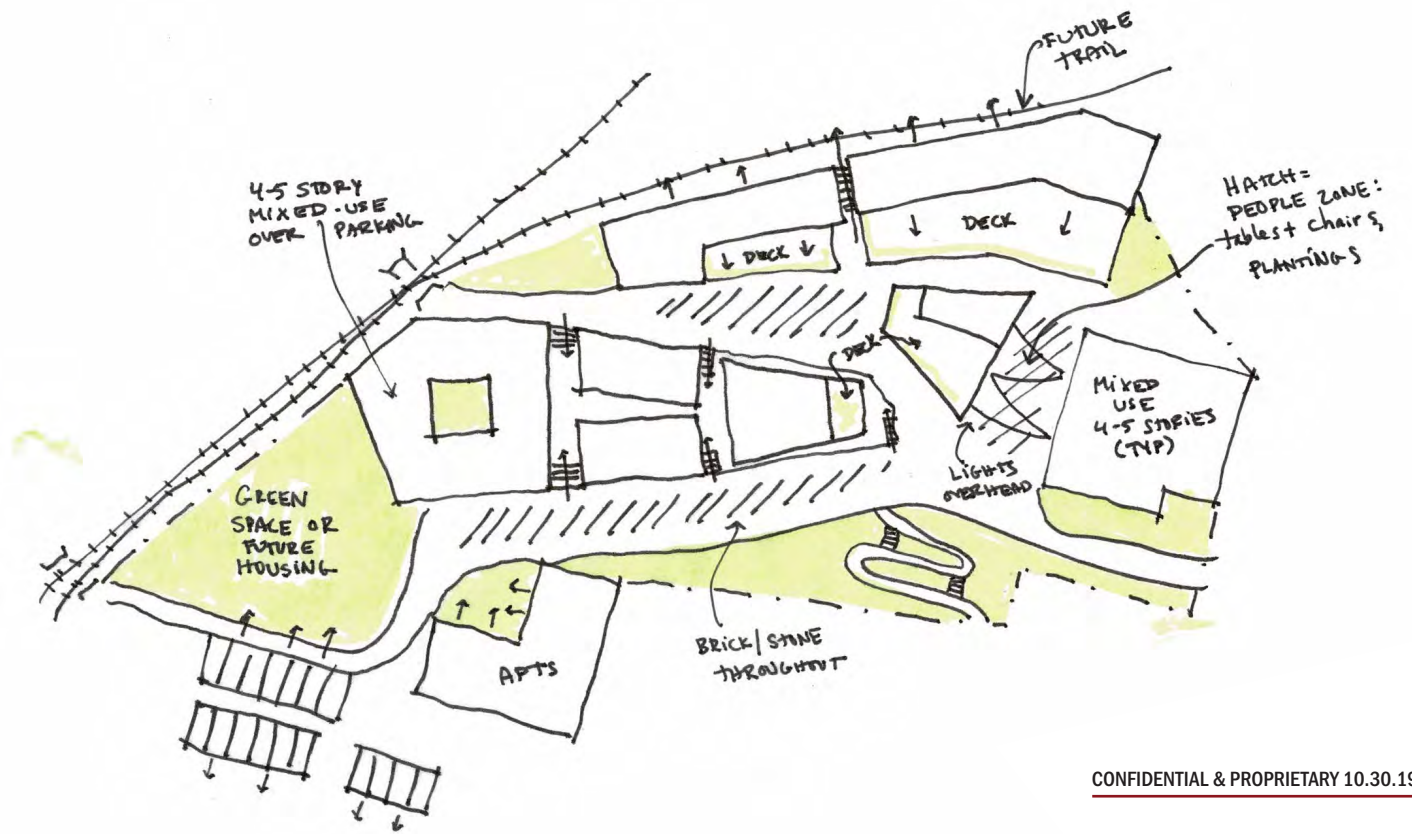 FUTURE
TRAIL
4-5 STORY
MIXED-USE
OVER PARKING
HATCH=
PEOPLE ZONE:
tables + chairs,
PLANTINGS
DECK
DECK
DECK
MIXED
USE
4-5 STORIES
(TYP)
LIGHTS
OVERHEAD
GREEN
SPACE OR
FUTURE
HOUSING
BRICK/STONE
THROUGHOUT
APTS
CONFIDENTIAL & PROPRIETARY 10.30.19